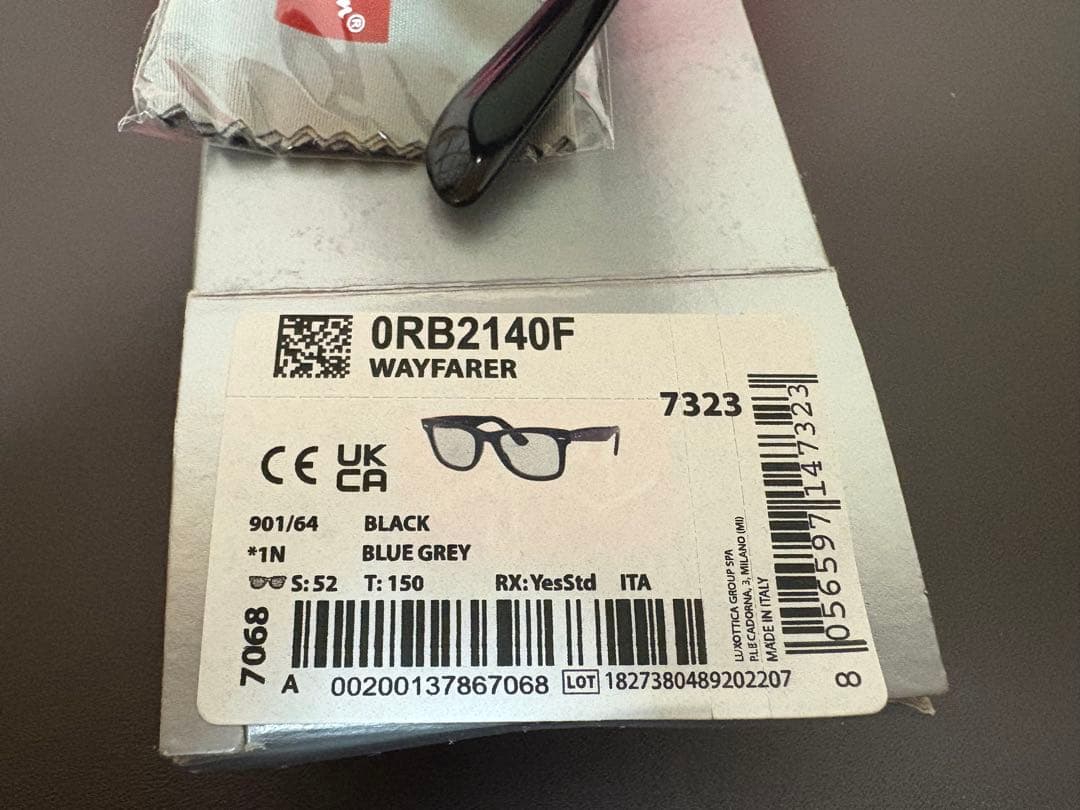 n®
0RB2140F
WAYFARER
7323
CE UK
CA
901/64 BLACK
*1N BLUE GREY
S: 52 T: 150 RX: YesStd ITA
7068
A 00200137867068 LOT 1827380489202207
LUXOTTICA GROUP SPA
P.LE CADORNA, 3, MILANO (MI)
MADE IN ITALY
8 056597 147323